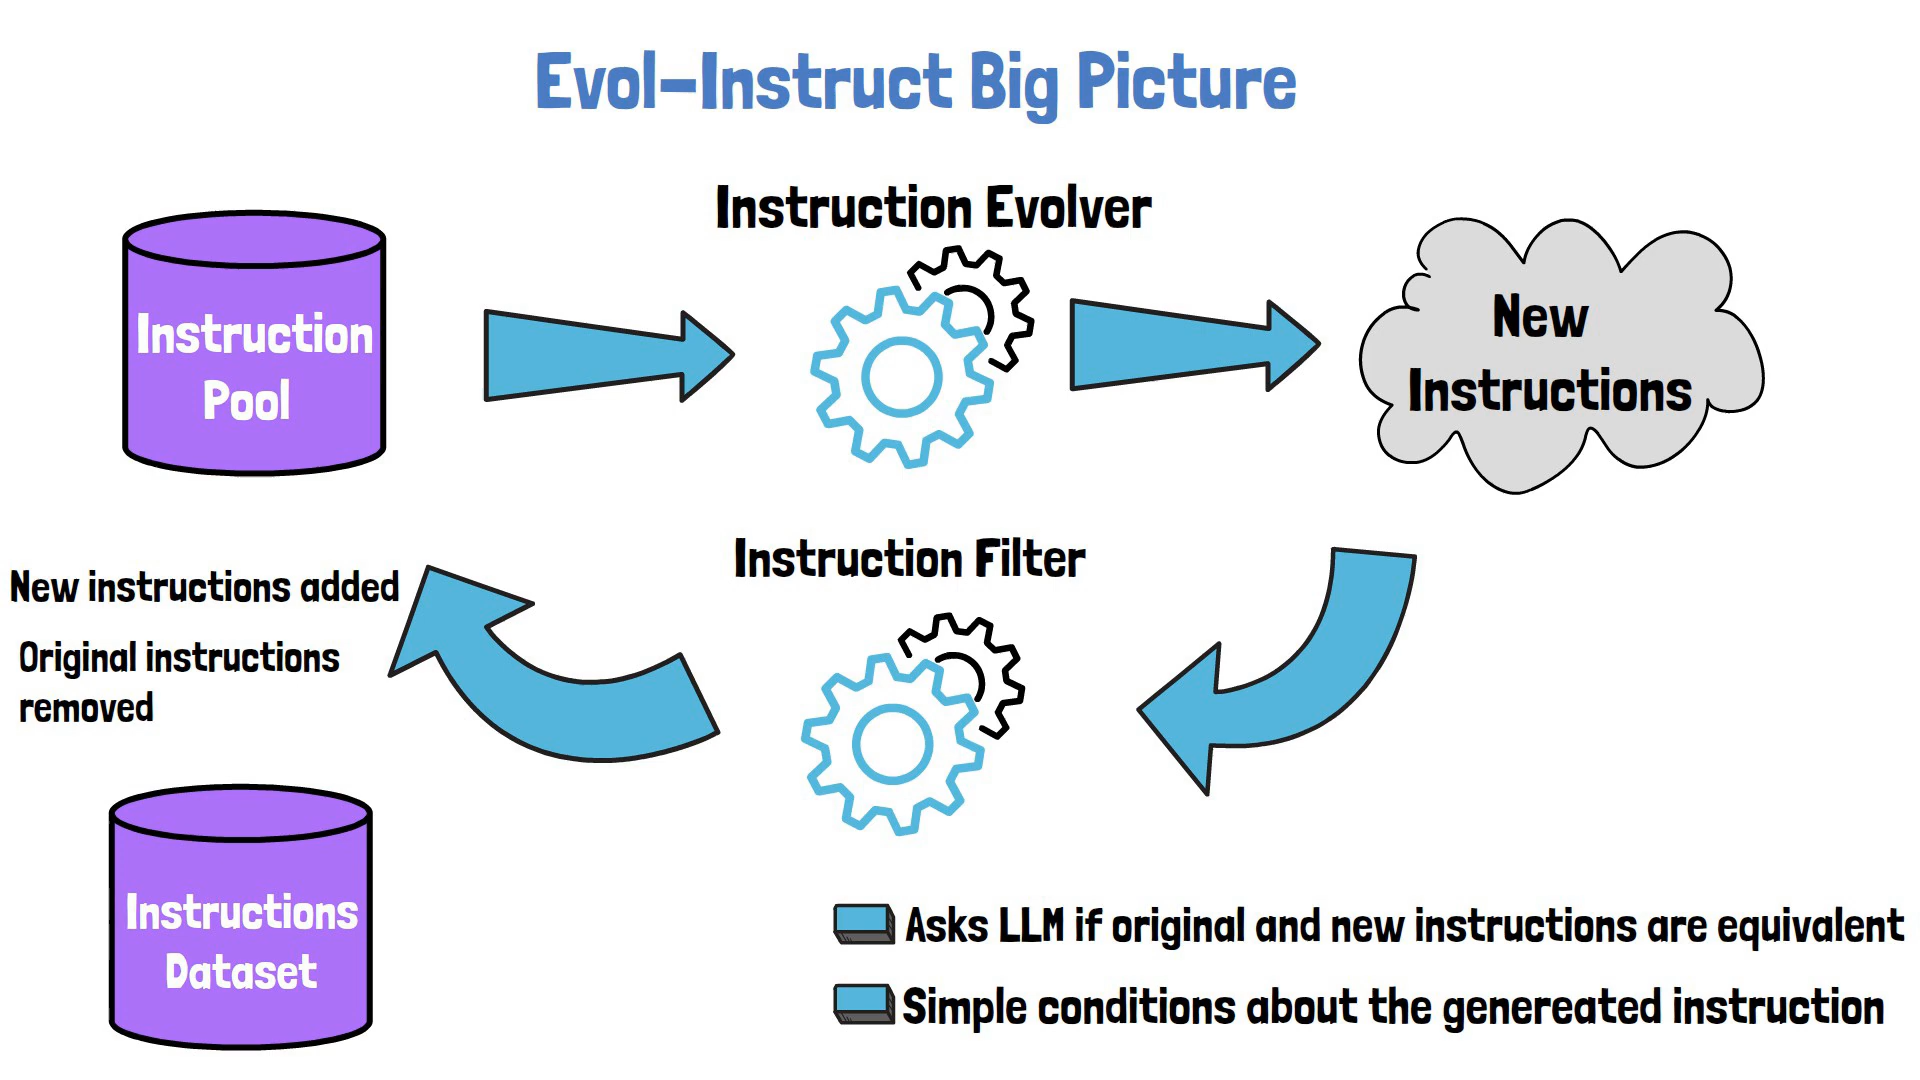 Evol-Instruct Big Picture
Instruction Evolver
Instruction
Pool
New
Instructions
Instruction Filter
New instructions added
Original instructions
removed
Instructions
Dataset
Asks LLM if original and new instructions are equivalent
Simple conditions about the genereated instruction